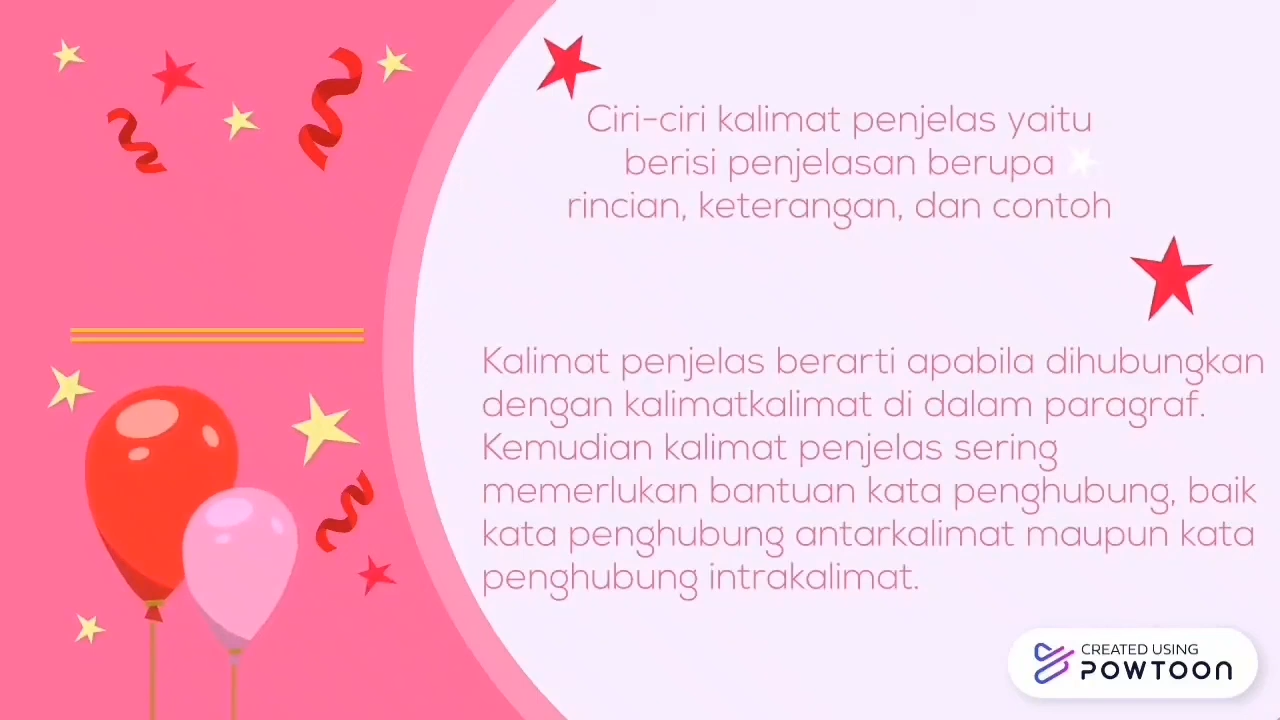 Ciri-ciri kalimat penjelas yaitu
berisi penjelasan berupa
rincian, keterangan, dan contoh
Kalimat penjelas berarti apabila dihubungkan
dengan kalimatkalimat di dalam paragraf.
Kemudian kalimat penjelas sering
memerlukan bantuan kata penghubung, baik
kata penghubung antarkalimat maupun kata
penghubung intrakalimat.
CREATED USING
POWTOON